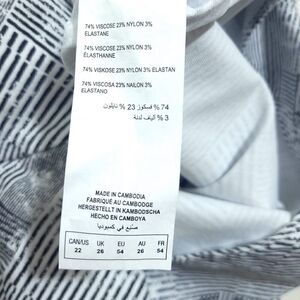 74% VISCOSE 23% NYLON 3%
ELASTANE
74% VISCOSE 23% NYLON 3%
ELASTHANNE
74% VISKOSE 23% NYLON 3% ELASTAN
74% VISCOSA 23% NAILON 3%
ELASTANO
74 % فسكوز 23 % نايلون
3 % ألياف لدنة
MADE IN CAMBODIA
FABRIQUÉ AU CAMBODGE
HERGESTELLT IN KAMBODSCHA
HECHO EN CAMBOYA
صنع في كمبوديا
CAN/US UK EU AU FR
22 26 54 26 54